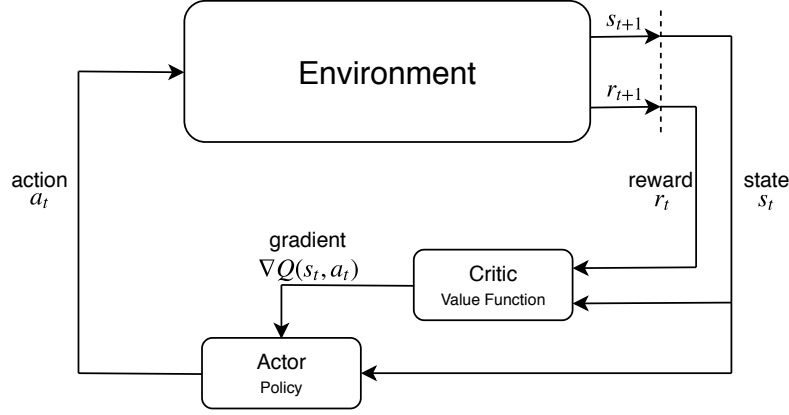 s_{t+1}
Environment
r_{t+1}
action
a_t
reward
r_t
state
s_t
gradient
∇Q(s_t, a_t)
Critic
Value Function
Actor
Policy